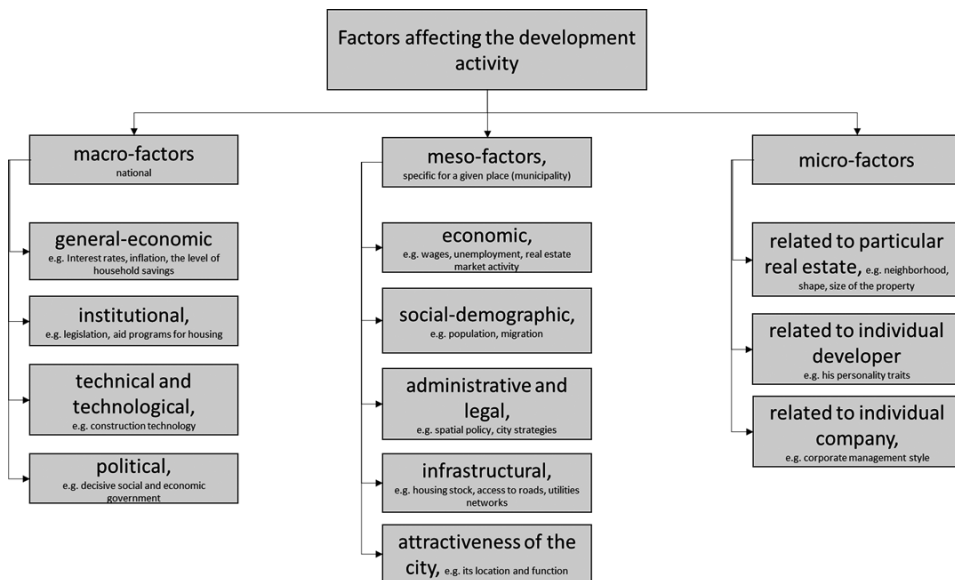 Factors affecting the development
activity
macro-factors
national
general-economic
e.g. Interest rates, inflation, the level of
household savings
institutional,
e.g. legislation, aid programs for housing
technical and
technological,
e.g. construction technology
political,
e.g. decisive social and economic
government
meso-factors,
specific for a given place (municipality)
economic,
e.g. wages, unemployment, real estate
market activity
social-demographic,
e.g. population, migration
administrative and
legal,
e.g. spatial policy, city strategies
infrastructural,
e.g. housing stock, access to roads, utilities
networks
attractiveness of the
city, e.g. its location and function
micro-factors
related to particular
real estate, e.g. neighborhood,
shape, size of the property
related to individual
developer
e.g. his personality traits
related to individual
company,
e.g. corporate management style